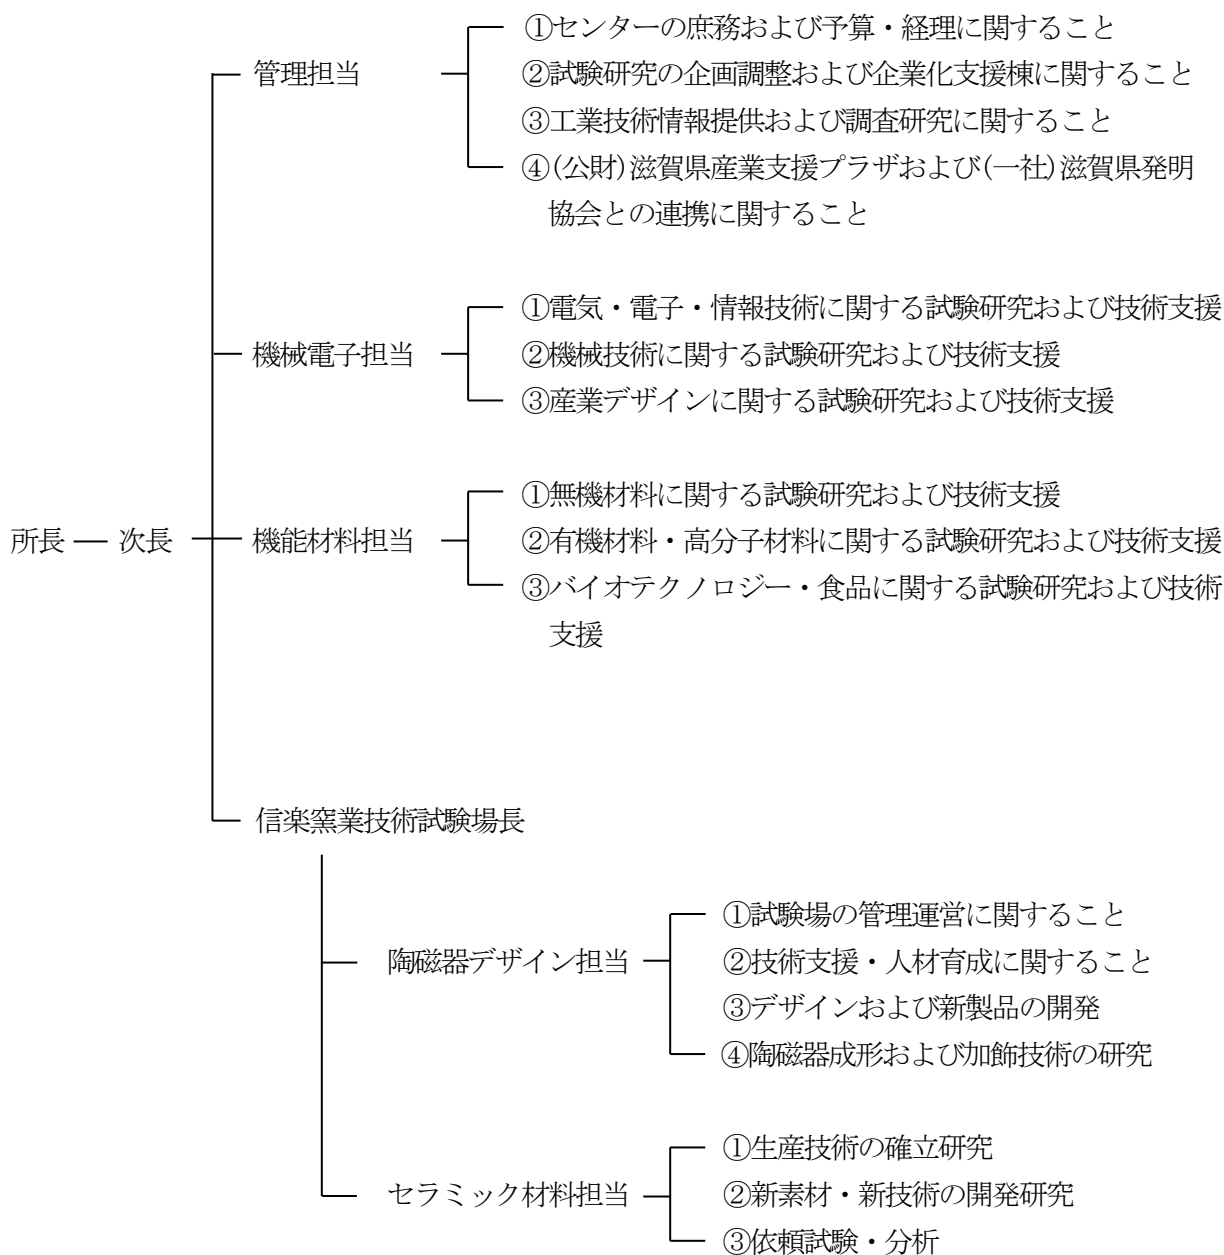 管理担当
①センターの庶務および予算・経理に関すること
②試験研究の企画調整および企業化支援棟に関すること
③工業技術情報提供および調査研究に関すること
④(公財)滋賀県産業支援プラザおよび(一社)滋賀県発明
協会との連携に関すること
機械電子担当
①電気・電子・情報技術に関する試験研究および技術支援
②機械技術に関する試験研究および技術支援
③産業デザインに関する試験研究および技術支援
所長
次長
機能材料担当
①無機材料に関する試験研究および技術支援
②有機材料・高分子材料に関する試験研究および技術支援
③バイオテクノロジー・食品に関する試験研究および技術
支援
信楽窯業技術試験場長
陶磁器デザイン担当
①試験場の管理運営に関すること
②技術支援・人材育成に関すること
③デザインおよび新製品の開発
④陶磁器成形および加飾技術の研究
セラミック材料担当
①生産技術の確立研究
②新素材・新技術の開発研究
③依頼試験・分析